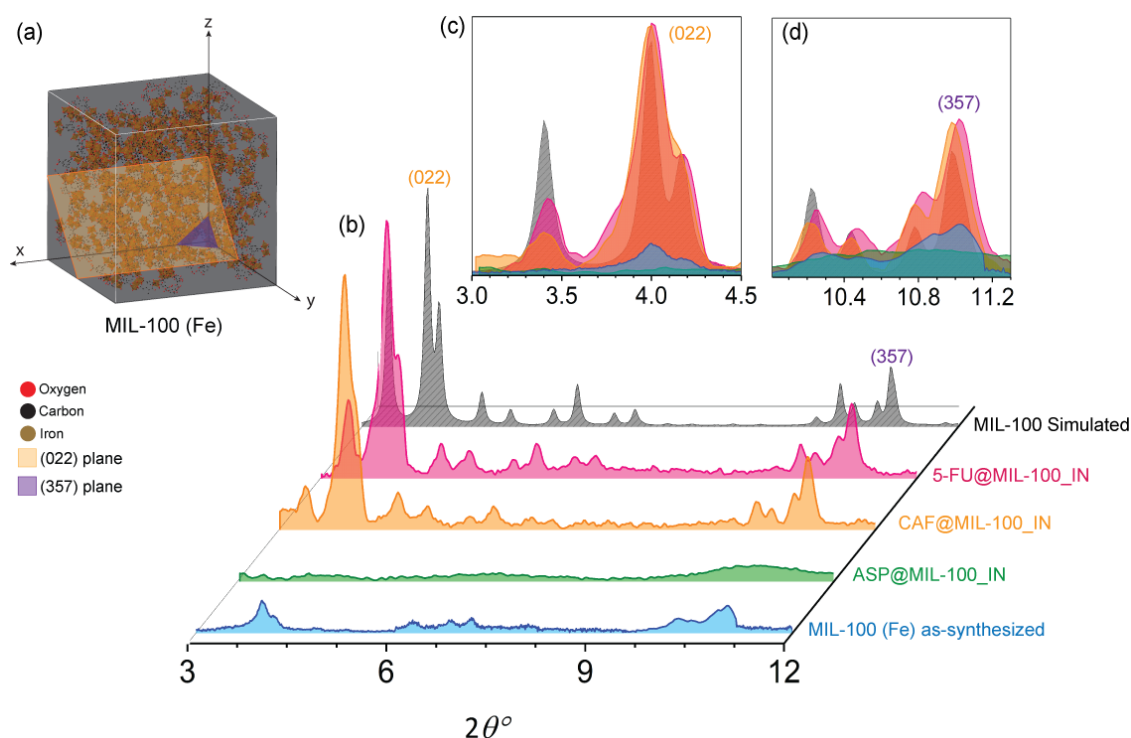 (a)
z
x
y
MIL-100 (Fe)
Oxygen
Carbon
Iron
(022) plane
(357) plane
(b)
(022)
(357)
MIL-100 Simulated
5-FU@MIL-100_IN
CAF@MIL-100_IN
ASP@MIL-100_IN
MIL-100 (Fe) as-synthesized
3 6 9 12
2θ°
(c)
(022)
3.0 3.5 4.0 4.5
(d)
(357)
10.4 10.8 11.2